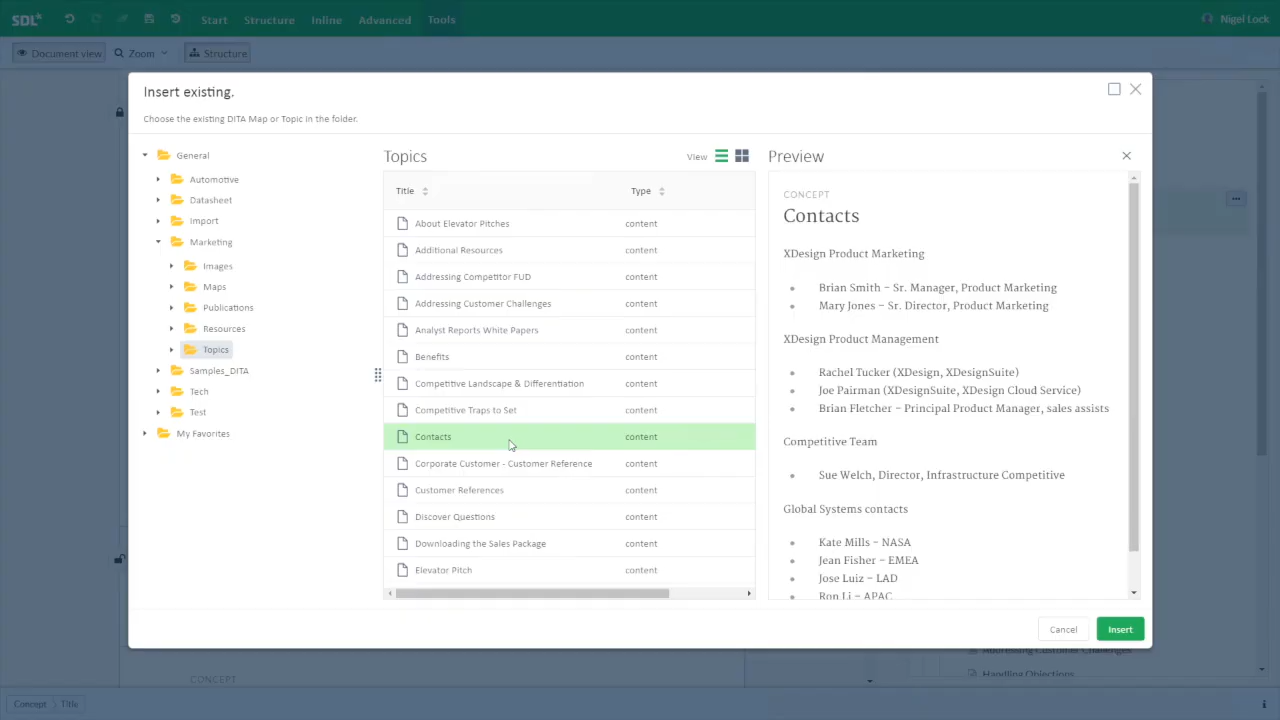 SDL*
Start
Structure
Inline
Advanced
Tools
Nigel Lock
Document view
Zoom
Structure
Insert existing.
Choose the existing DITA Map or Topic in the folder.
General
Automotive
Datasheet
Import
Marketing
Images
Maps
Publications
Resources
Topics
Samples_DITA
Tech
Test
My Favorites
Topics
View
Title
Type
About Elevator Pitches content
Additional Resources content
Addressing Competitor FUD content
Addressing Customer Challenges content
Analyst Reports White Papers content
Benefits content
Competitive Landscape & Differentiation content
Competitive Traps to Set content
Contacts content
Corporate Customer - Customer Reference content
Customer References content
Discover Questions content
Downloading the Sales Package content
Elevator Pitch content
Preview
CONCEPT
Contacts
XDesign Product Marketing
Brian Smith – Sr. Manager, Product Marketing
Mary Jones – Sr. Director, Product Marketing
XDesign Product Management
Rachel Tucker (XDesign, XDesignSuite)
Joe Pairman (XDesignSuite, XDesign Cloud Service)
Brian Fletcher – Principal Product Manager, sales assists
Competitive Team
Sue Welch, Director, Infrastructure Competitive
Global Systems contacts
Kate Mills – NASA
Jean Fisher – EMEA
Jose Luiz – LAD
Ron Li – APAC
Cancel
Insert
Addressing Customer Challenges
Handling Objections
CONCEPT
Concept
Title